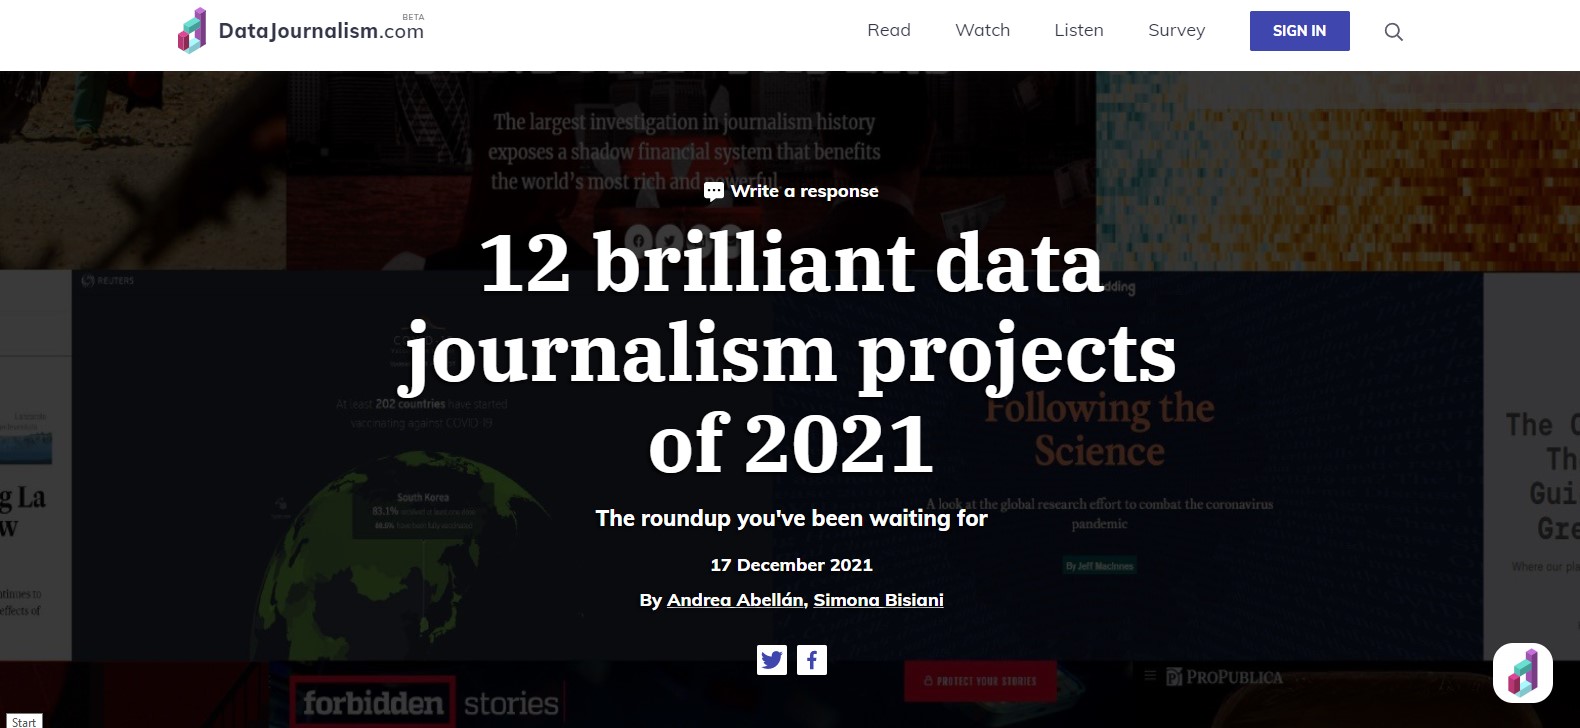 BETA
DataJournalism.com
Read Watch Listen Survey SIGN IN
The largest investigation in journalism history
exposes a shadow financial system that benefits
the world's most rich and powerful
Write a response
12 brilliant data
journalism projects
of 2021
REUTERS
At least 202 countries have started
vaccinating against COVID-19
South Korea
83.1%
Following the
Science
A look at the global research effort to combat the coronavirus
pandemic
By Jeff MacInnes
The roundup you've been waiting for
17 December 2021
By Andrea Abellán, Simona Bisiani
forbidden stories
PROTECT YOUR STORIES
PROPUBLICA
Start